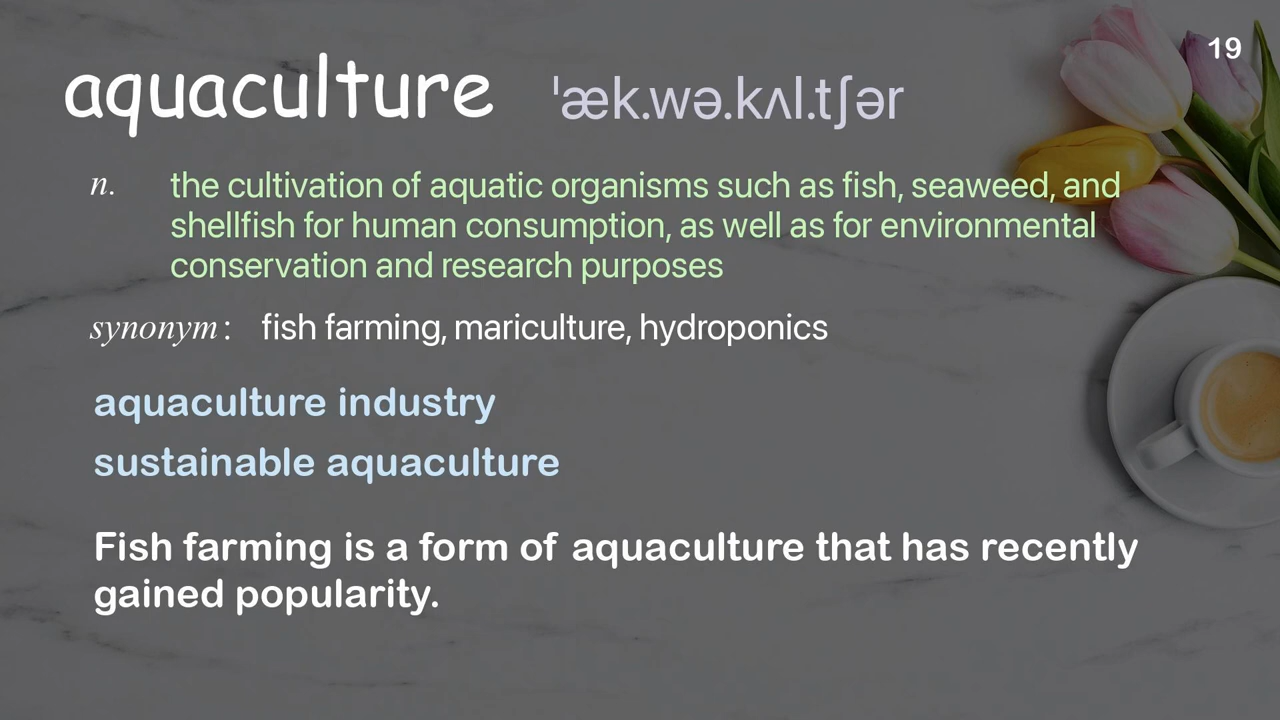 19
aquaculture ˈæk.wə.kʌl.tʃər
n. the cultivation of aquatic organisms such as fish, seaweed, and
shellfish for human consumption, as well as for environmental
conservation and research purposes
synonym: fish farming, mariculture, hydroponics
aquaculture industry
sustainable aquaculture
Fish farming is a form of aquaculture that has recently
gained popularity.